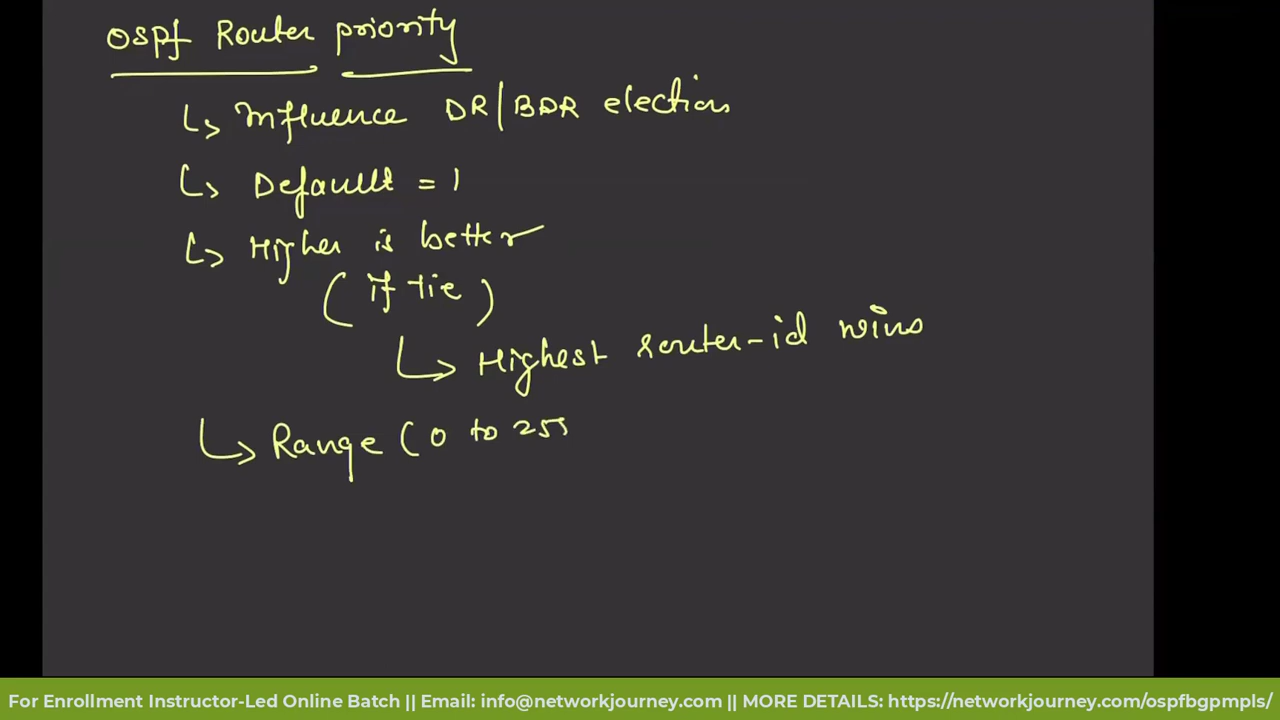 OSPf Router priority
↳ Influence DR/BDR election
↳ Default = 1
↳ Higher is better
(if tie)
↳ Highest router-id wins
↳ Range (0 to 255
For Enrollment Instructor-Led Online Batch || Email: info@networkjourney.com || MORE DETAILS: https://networkjourney.com/ospfbgpmpls/